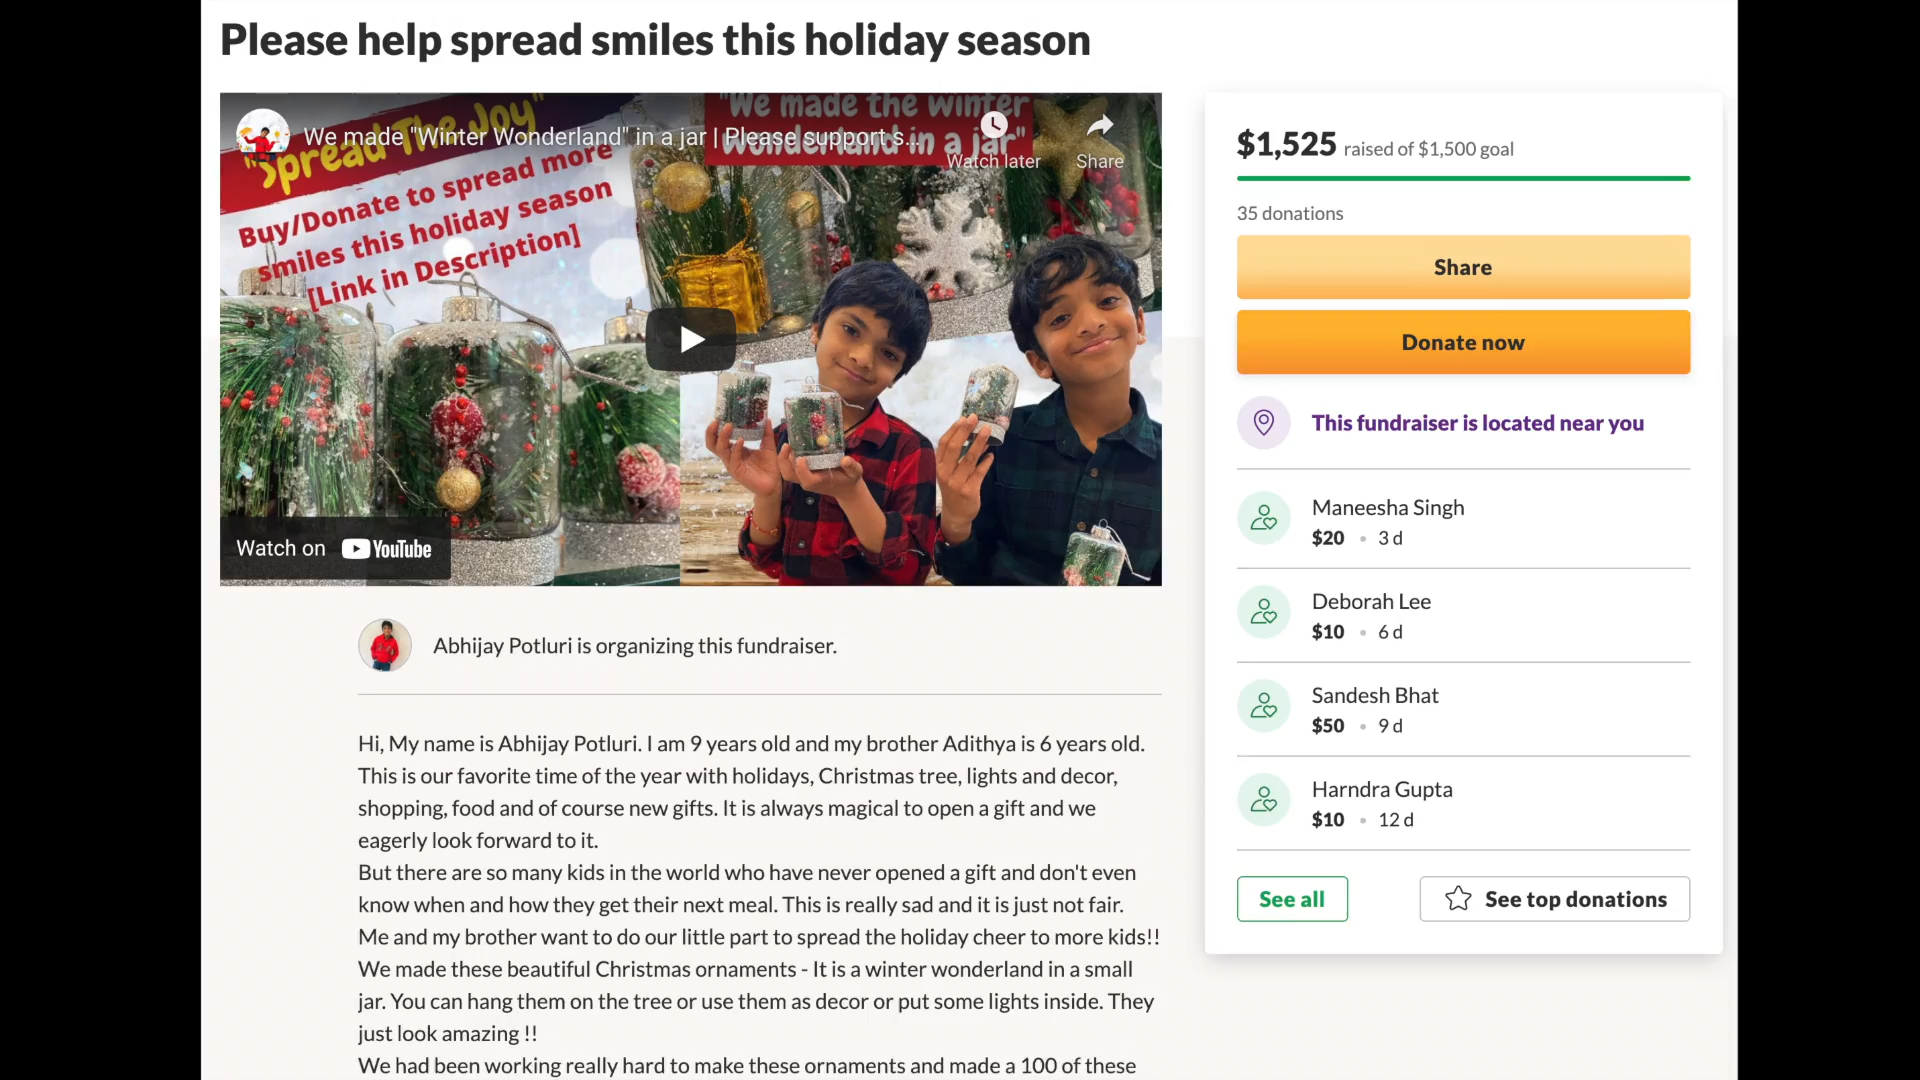 Please help spread smiles this holiday season
"Spread The Joy"
We made "Winter Wonderland" in a jar | Please support s...
"We made the winter
wonderland in a jar"
Watch later
Share
Buy/Donate to spread more
smiles this holiday season
[Link in Description]
Watch on YouTube
Abhijay Potluri is organizing this fundraiser.
Hi, My name is Abhijay Potluri. I am 9 years old and my brother Adithya is 6 years old.
This is our favorite time of the year with holidays, Christmas tree, lights and decor,
shopping, food and of course new gifts. It is always magical to open a gift and we
eagerly look forward to it.
But there are so many kids in the world who have never opened a gift and don't even
know when and how they get their next meal. This is really sad and it is just not fair.
Me and my brother want to do our little part to spread the holiday cheer to more kids!!
We made these beautiful Christmas ornaments - It is a winter wonderland in a small
jar. You can hang them on the tree or use them as decor or put some lights inside. They
just look amazing !!
We had been working really hard to make these ornaments and made a 100 of these
$1,525 raised of $1,500 goal
35 donations
Share
Donate now
This fundraiser is located near you
Maneesha Singh
$20 • 3 d
Deborah Lee
$10 • 6 d
Sandesh Bhat
$50 • 9 d
Harndra Gupta
$10 • 12 d
See all
See top donations